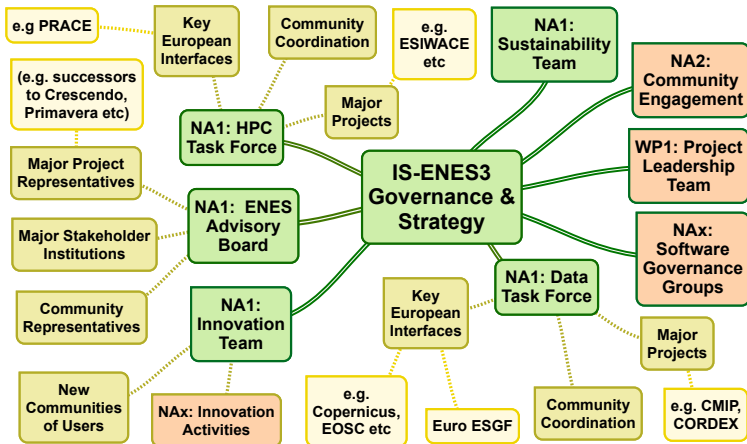 e.g PRACE
Key
European
Interfaces
Community
Coordination
e.g.
ESIWACE
etc
NA1:
Sustainability
Team
NA2:
Community
Engagement
(e.g. successors
to Crescendo,
Primavera etc)
NA1: HPC
Task Force
Major
Projects
Major Project
Representatives
IS-ENES3
Governance &
Strategy
WP1: Project
Leadership
Team
NA1:  ENES
Advisory
Board
Major Stakeholder
Institutions
NAx:
Software
Governance
Groups
Community
Representatives
NA1:
Innovation
Team
Key
European
Interfaces
NA1: Data
Task Force
Major
Projects
New
Communities
of Users
NAx: Innovation
Activities
e.g.
Copernicus,
EOSC etc
Euro ESGF
Community
Coordination
e.g. CMIP,
CORDEX